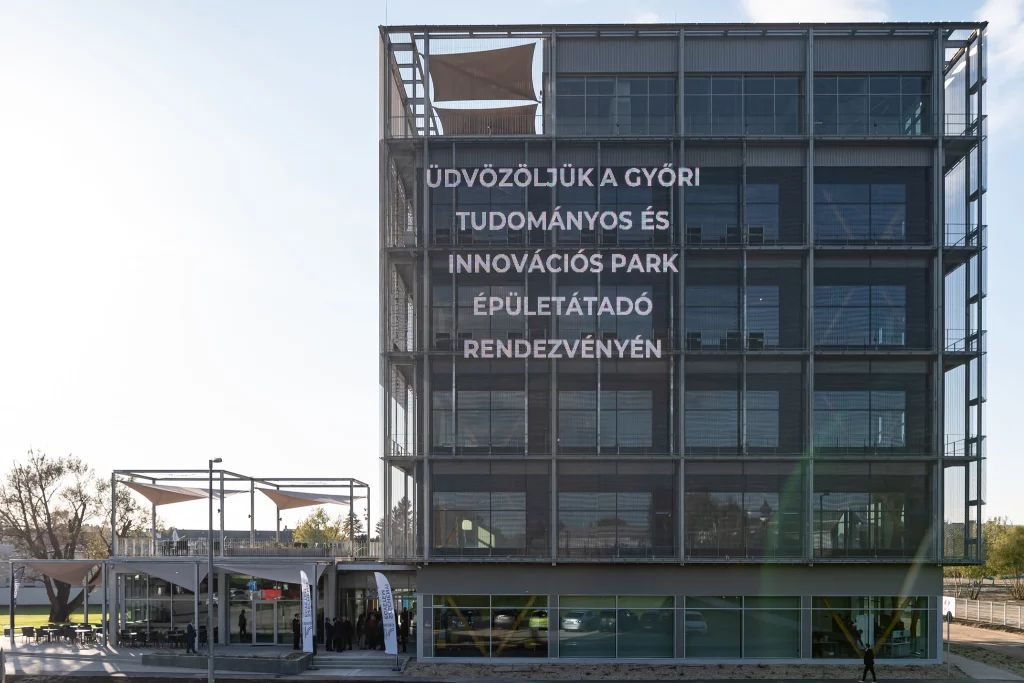 ÜDVÖZÖLJÜK A GYŐRI
TUDOMÁNYOS ÉS
INNOVÁCIÓS PARK
ÉPÜLETÁTADÓ
RENDEZVÉNYÉN